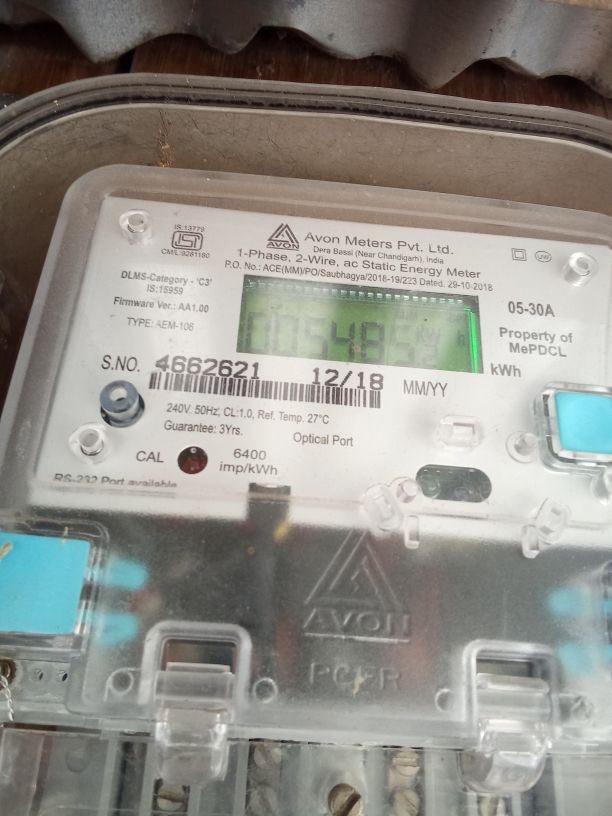 IS:13779
CM/L:9281180
AVON
Avon Meters Pvt. Ltd.
Dera Bassi (Near Chandigarh), India
1-Phase, 2-Wire, ac Static Energy Meter
P.O. No.: ACE(MM)/PO/Saubhagya/2018-19/223 Dated. 29-10-2018
DLMS-Category - 'C3'
IS:15959
Firmware Ver.: AA1.00
TYPE: AEM-106
05-30A
Property of
MePDCL
kWh
S.NO. 4662621 12/18 MM/YY
240V. 50Hz, CL:1.0, Ref. Temp. 27°C
Guarantee: 3Yrs.
Optical Port
CAL
6400
imp/kWh
RS-232 Port available
AVON